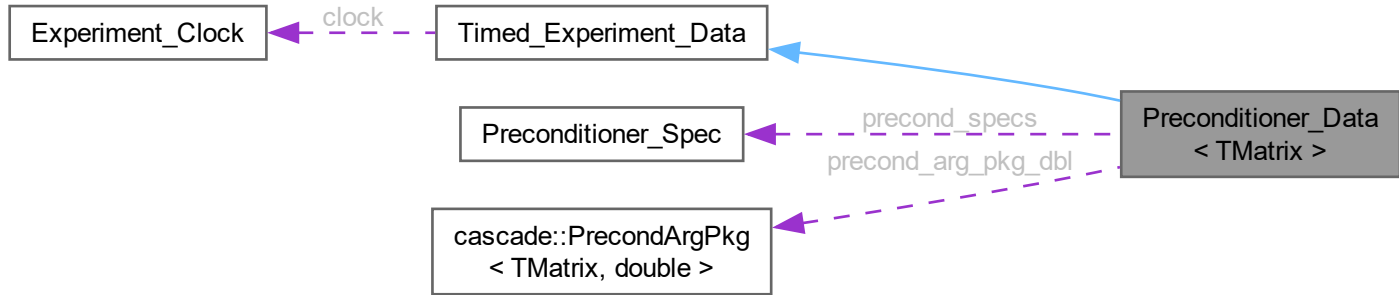 Experiment_Clock
clock
Timed_Experiment_Data
Preconditioner_Spec
precond_specs
precond_arg_pkg_dbl
Preconditioner_Data
< TMatrix >
cascade::PrecondArgPkg
< TMatrix, double >